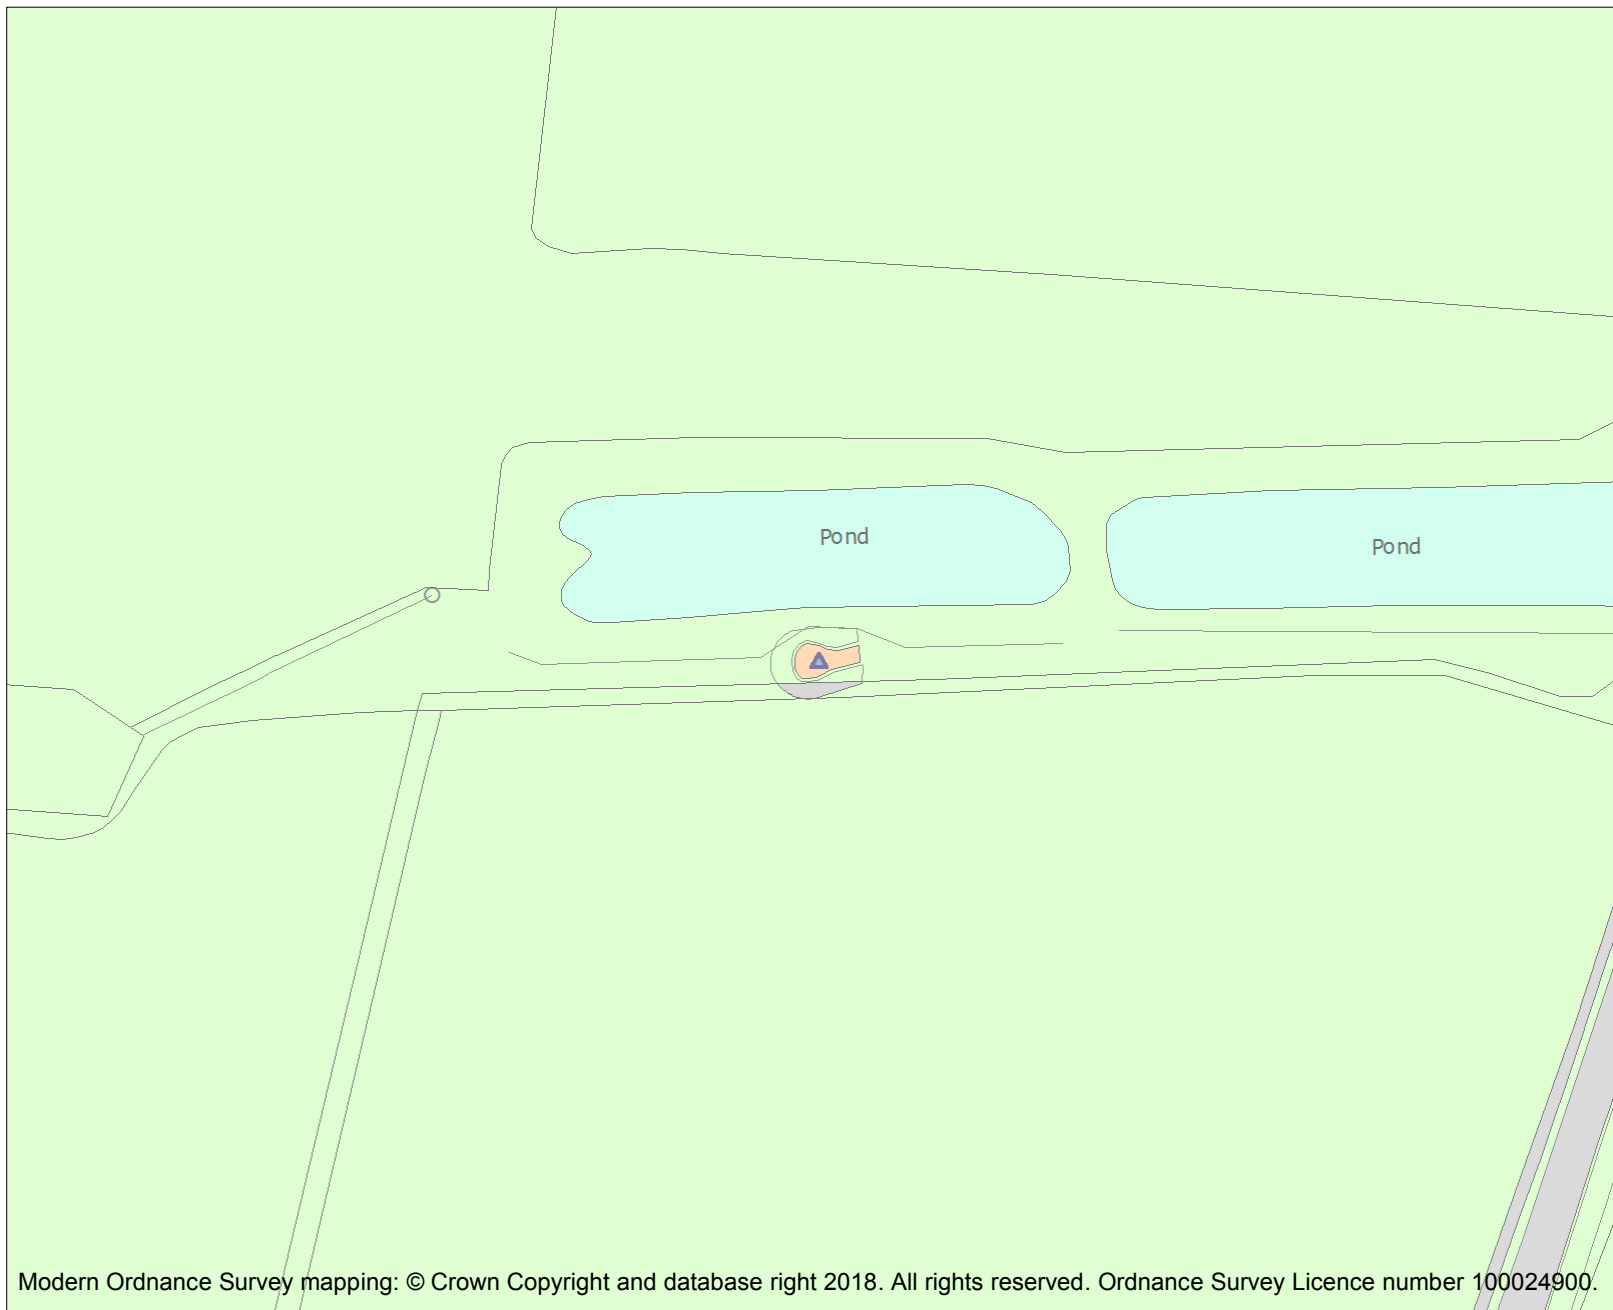 Pond
Pond
Modern Ordnance Survey mapping: © Crown Copyright and database right 2018. All rights reserved. Ordnance Survey Licence number 100024900.